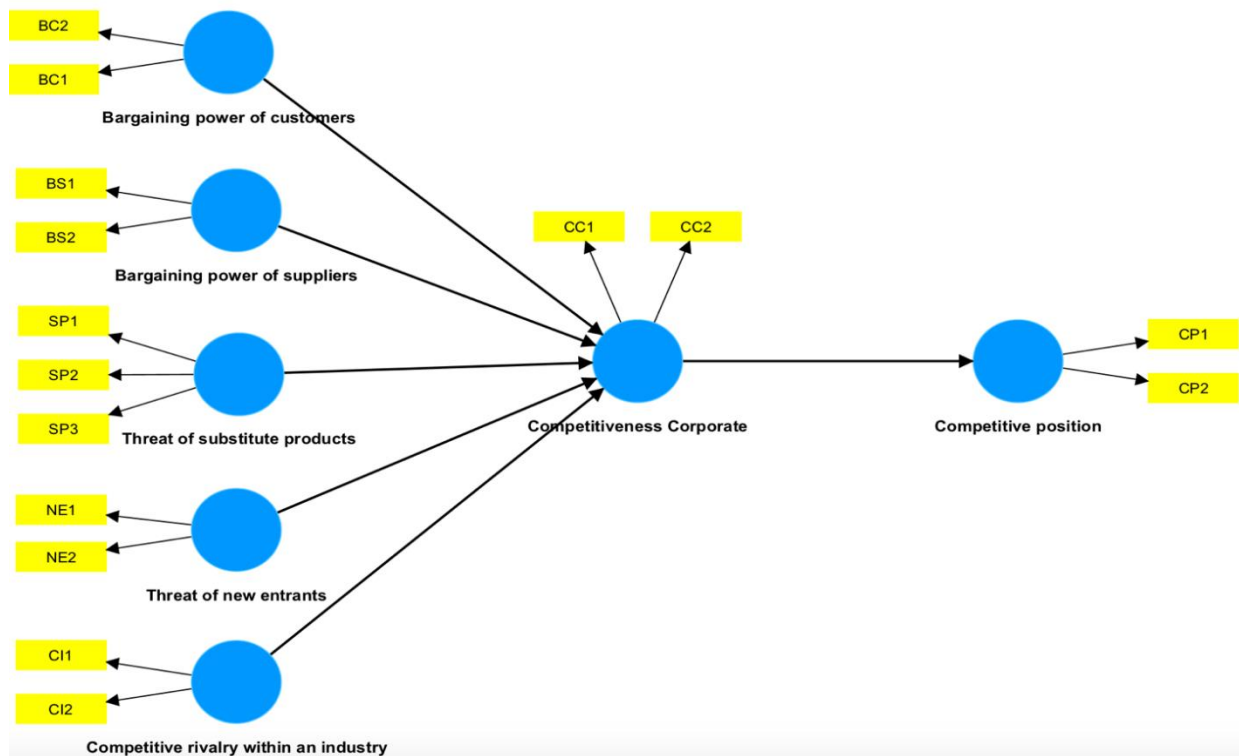 BC2
BC1
Bargaining power of customers
BS1
BS2
Bargaining power of suppliers
CC1
CC2
SP1
SP2
SP3
Threat of substitute products
Competitiveness Corporate
CP1
CP2
Competitive position
NE1
NE2
Threat of new entrants
CI1
CI2
Competitive rivalry within an industry